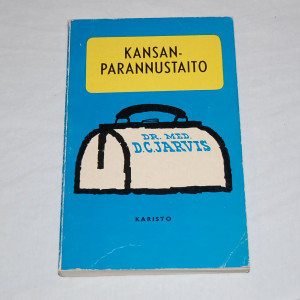 KANSAN-
PARANNUSTAITO
DR. MED.
D.C. JARVIS
KARISTO